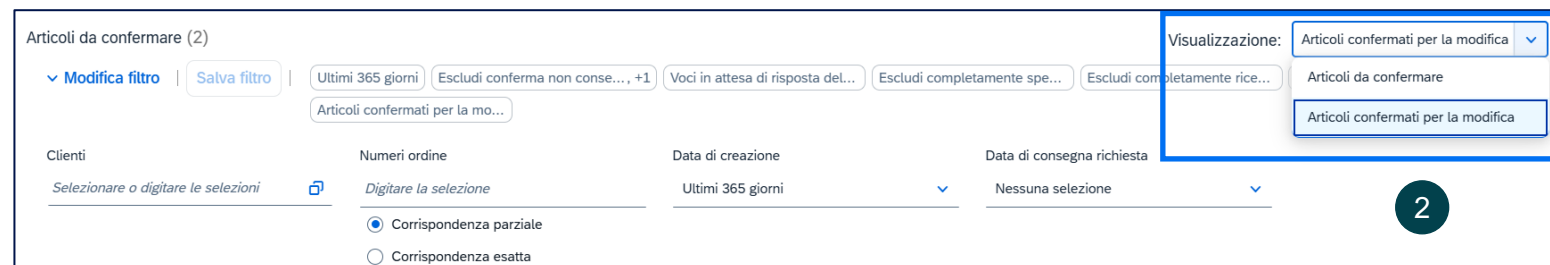 Articoli da confermare (2)
Visualizzazione: Articoli confermati per la modifica
Articoli da confermare
Articoli confermati per la modifica
Modifica filtro | Salva filtro | Ultimi 365 giorni Escludi conferma non conse..., +1 Voci in attesa di risposta del... Escludi completamente spe... Escludi completamente rice...
Articoli confermati per la mo...
Clienti Numeri ordine Data di creazione Data di consegna richiesta
Selezionare o digitare le selezioni Digitare la selezione Ultimi 365 giorni Nessuna selezione
Corrispondenza parziale
Corrispondenza esatta
2